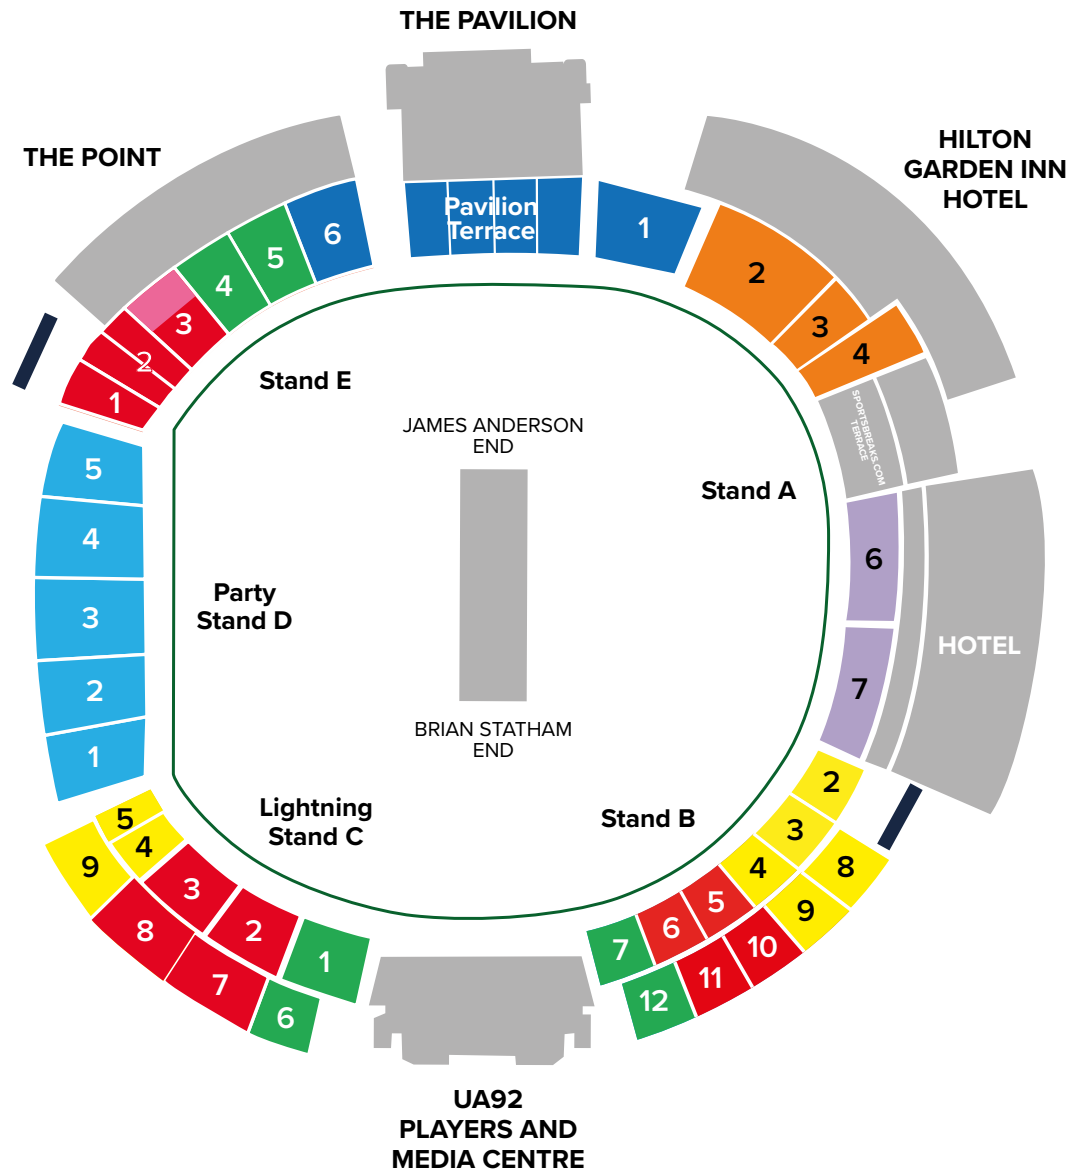 THE PAVILION
THE POINT
HILTON
GARDEN INN
HOTEL
Pavilion
Terrace
1
6
5
4
3
2
1
2
3
4
SPORTSBREAKS.COM
TERRACE
Stand E
JAMES ANDERSON
END
Stand A
5
4
3
2
1
Party
Stand D
6
7
HOTEL
BRIAN STATHAM
END
Lightning
Stand C
Stand B
5
4
9
3
2
1
8
7
6
2
3
4
5
6
7
8
9
10
11
12
UA92
PLAYERS AND
MEDIA CENTRE